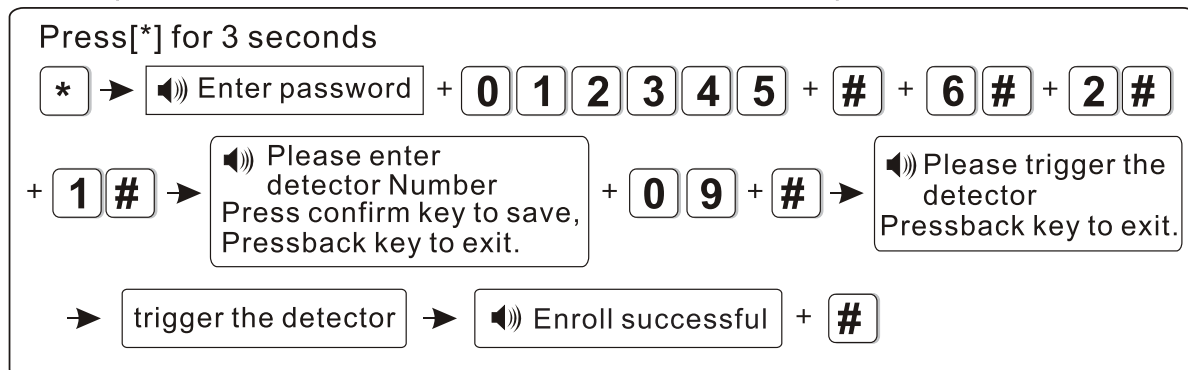 Press[*] for 3 seconds
* Enter password + 0 1 2 3 4 5 + # + 6 # + 2 #
+ 1 # Please enter
detector Number
Press confirm key to save,
Pressback key to exit.
+ 0 9 + # Please trigger the
detector
Pressback key to exit.
trigger the detector Enroll successful + #